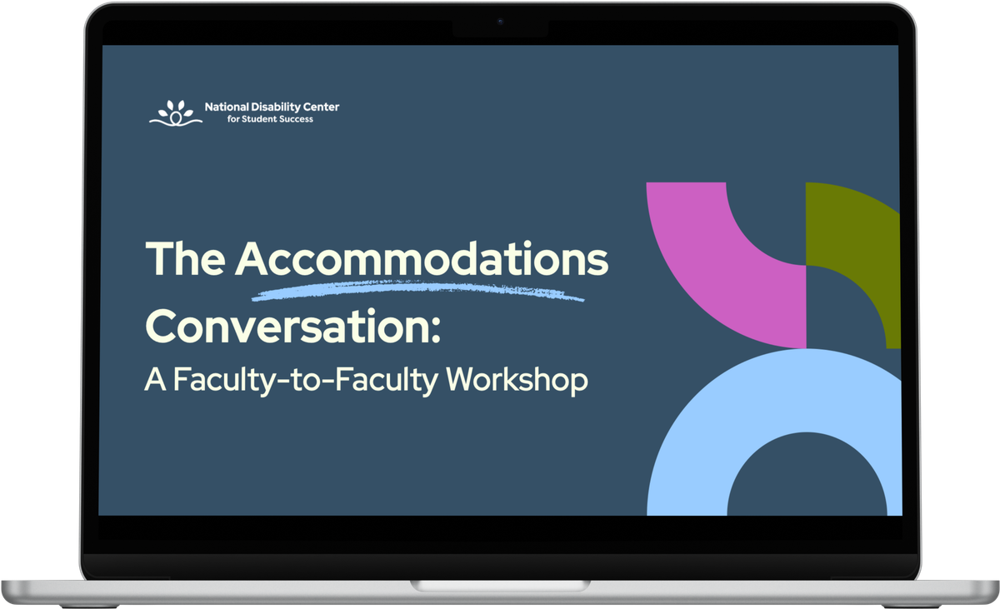 National Disability Center
for Student Success
The Accommodations
Conversation:
A Faculty-to-Faculty Workshop